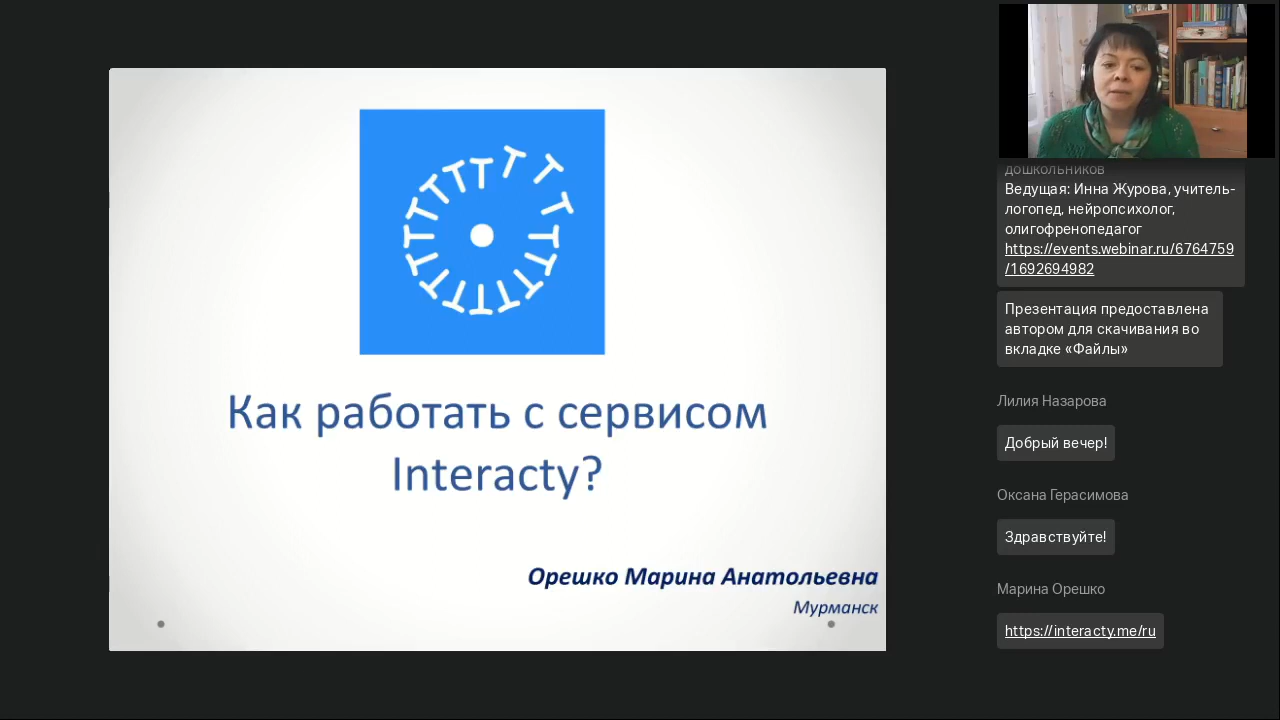 Как работать с сервисом
Interacty?
Орешко Марина Анатольевна
Мурманск
дошкольников
Ведущая: Инна Журова, учитель-
логопед, нейропсихолог,
олигофренопедагог
https://events.webinar.ru/6764759
/1692694982
Презентация предоставлена
автором для скачивания во
вкладке «Файлы»
Лилия Назарова
Добрый вечер!
Оксана Герасимова
Здравствуйте!
Марина Орешко
https://interacty.me/ru